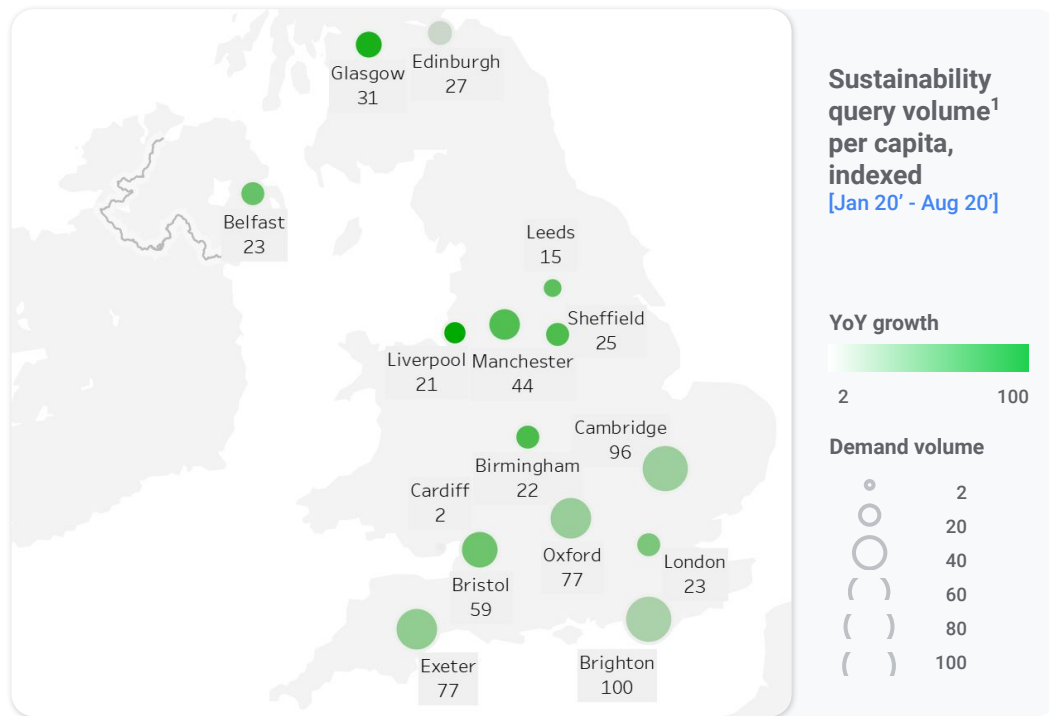 Glasgow
31
Edinburgh
27
Belfast
23
Leeds
15
Sheffield
25
Liverpool
21
Manchester
44
Cambridge
96
Birmingham
22
Cardiff
2
Oxford
77
London
23
Bristol
59
Exeter
77
Brighton
100
Sustainability
query volume¹
per capita,
indexed
[Jan 20’ - Aug 20’]
YoY growth
2 100
Demand volume
2
20
40
60
80
100